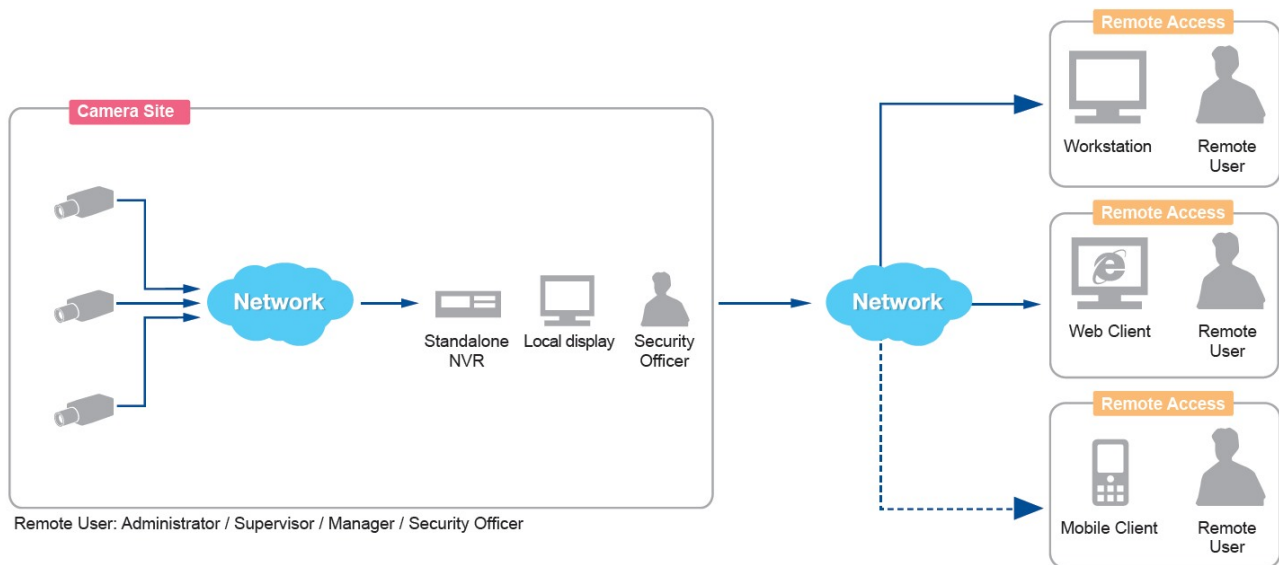 Remote Access
Workstation
Remote
User
Camera Site
Network
Standalone
NVR
Local display
Security
Officer
Network
Remote Access
Web Client
Remote
User
Remote Access
Mobile Client
Remote
User
Remote User: Administrator / Supervisor / Manager / Security Officer